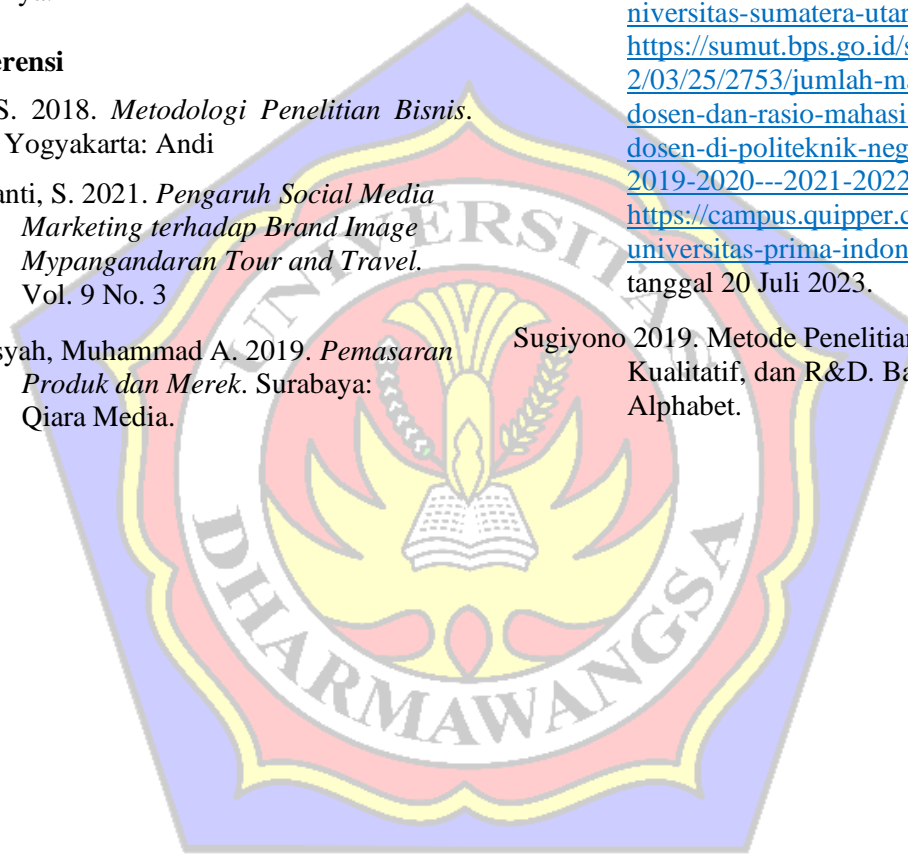 erensi
S. 2018. Metodologi Penelitian Bisnis.
Yogyakarta: Andi
anti, S. 2021. Pengaruh Social Media
Marketing terhadap Brand Image
Mypangandaran Tour and Travel.
Vol. 9 No. 3
syah, Muhammad A. 2019. Pemasaran
Produk dan Merek. Surabaya:
Qiara Media.
niversitas-sumatera-utar
https://sumut.bps.go.id/s
2/03/25/2753/jumlah-ma
dosen-dan-rasio-mahasi
dosen-di-politeknik-neg
2019-2020---2021-2022
https://campus.quipper.c
universitas-prima-indon
tanggal 20 Juli 2023.
Sugiyono 2019. Metode Penelitian
Kualitatif, dan R&D. Ba
Alphabet.
UNIVERSITAS
DHARMAWANGSA